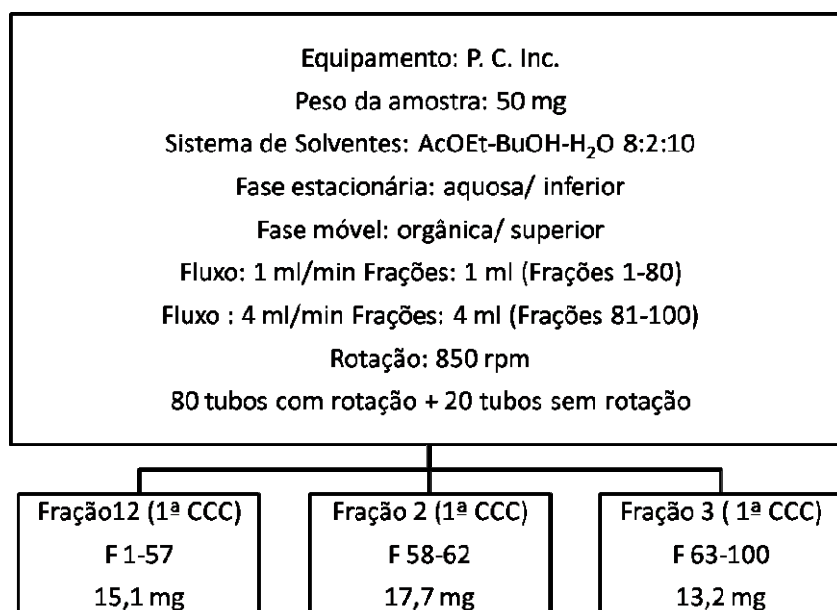 Equipamento: P. C. Inc.
Peso da amostra: 50 mg
Sistema de Solventes: AcOEt-BuOH-H₂O 8:2:10
Fase estacionária: aquosa/ inferior
Fase móvel: orgânica/ superior
Fluxo: 1 ml/min Frações: 1 ml (Frações 1-80)
Fluxo : 4 ml/min Frações: 4 ml (Frações 81-100)
Rotação: 850 rpm
80 tubos com rotação + 20 tubos sem rotação
Fração12 (1ª CCC)
F 1-57
15,1 mg
Fração 2 (1ª CCC)
F 58-62
17,7 mg
Fração 3 ( 1ª CCC)
F 63-100
13,2 mg